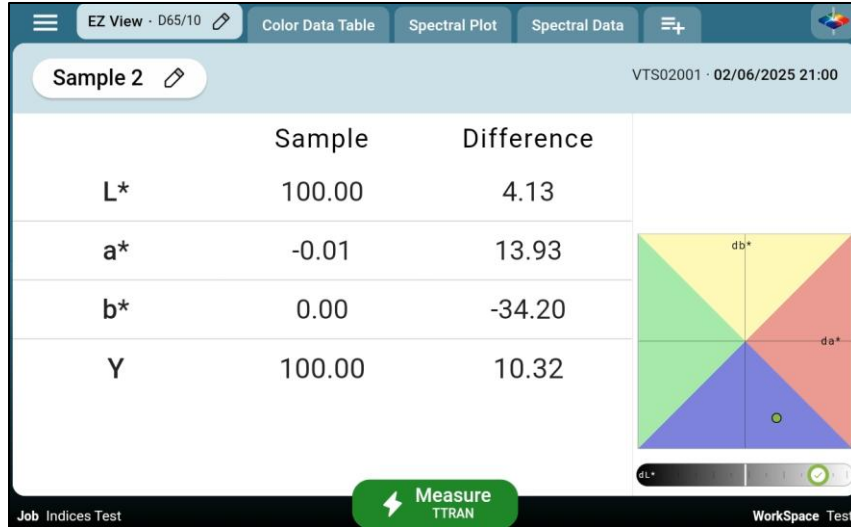 EZ View · D65/10
Color Data Table
Spectral Plot
Spectral Data
Sample 2
VTS02001 · 02/06/2025 21:00
Sample Difference
L* 100.00 4.13
a* -0.01 13.93
b* 0.00 -34.20
Y 100.00 10.32
db*
da*
dL*
Measure
TTRAN
Job Indices Test
WorkSpace Test